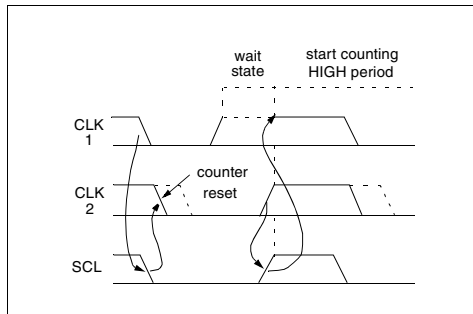 wait
state
start counting
HIGH period
CLK
1
counter
reset
CLK
2
SCL